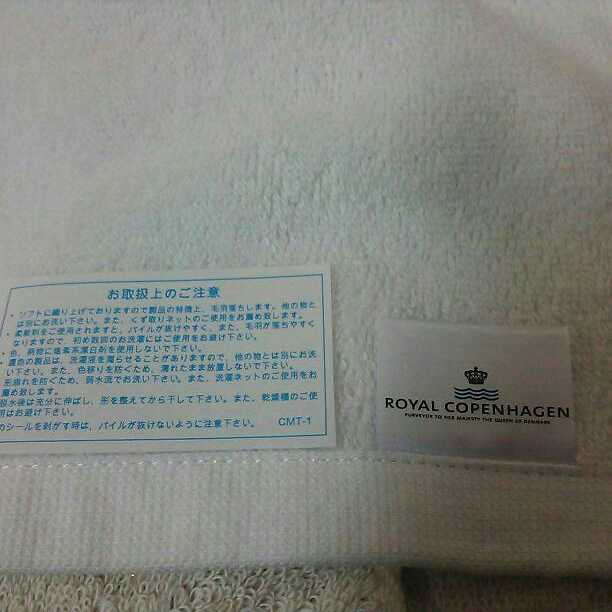 お取扱上のご注意
・ソフトに織り上げておりますので製品の特徴上、毛羽落ちします。他の物と
は別にお洗い下さい。また、くず取りネットのご使用をお薦め致します。
・柔軟剤をご使用されますと、パイルが抜けやすく、また、毛羽が落ちやすく
なりますので、初め数回のお洗濯にはご使用をお避け下さい。
・色、柄物に塩素系漂白剤を使用しないで下さい。
・濃色の製品は、洗濯液を濁らせることがありますので、他の物とは別にお洗
い下さい。また、色移りを防ぐため、濡れたまま放置しないで下さい。
形崩れを防ぐため、弱水流でお洗い下さい。また、洗濯ネットのご使用をお
薦め致します。
脱水後は充分に伸ばし、形を整えてから干して下さい。また、乾燥機のご使
用はお避け下さい。
のシールを剥がす時は、パイルが抜けないように注意下さい。 CMT-1
ROYAL COPENHAGEN
PURVEYOR TO HER MAJESTY THE QUEEN OF DENMARK